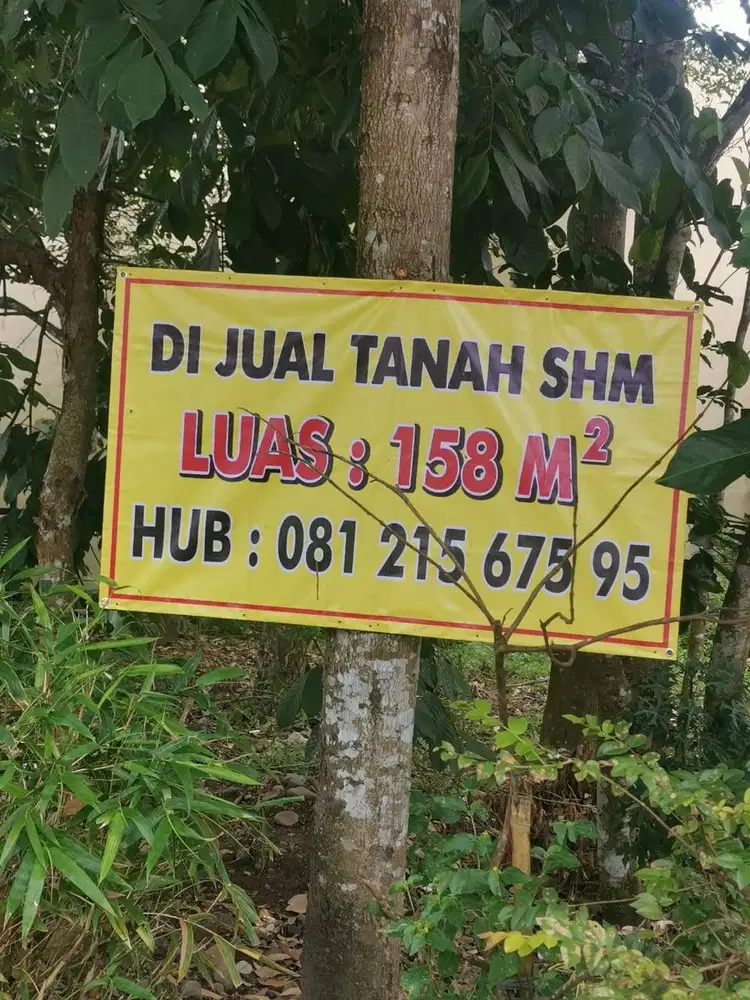 DI JUAL TANAH SHM
LUAS : 158 M²
HUB : 081 215 675 95